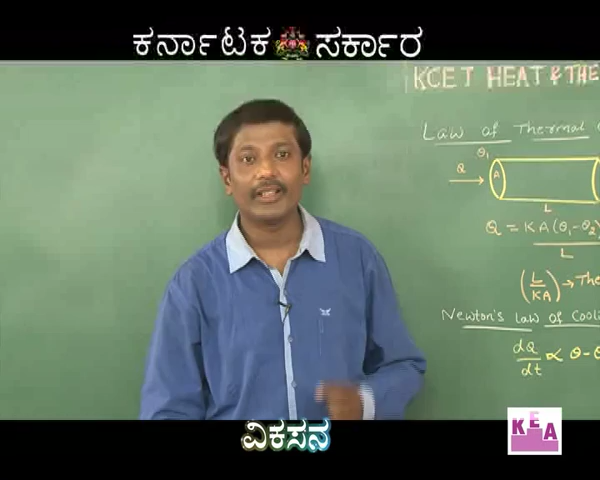 ಕರ್ನಾಟಕ ಸರ್ಕಾರ
KCET HEAT & THE
Law of Thermal
θ₁
Q
A
L
Q = KA(θ₁-θ₂)
L
(L/KA) → The
Newton's Law of Cooli
dQ/dt ∝ θ-θ
ವಿಕಸನ
KEA